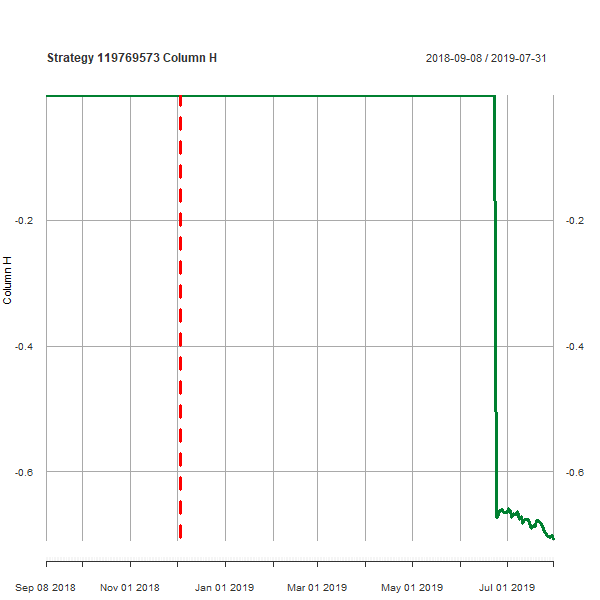 Strategy 119769573 Column H
2018-09-08 / 2019-07-31
-0.2
-0.2
Column H
-0.4
-0.4
-0.6
-0.6
Sep 08 2018
Nov 01 2018
Jan 01 2019
Mar 01 2019
May 01 2019
Jul 01 2019